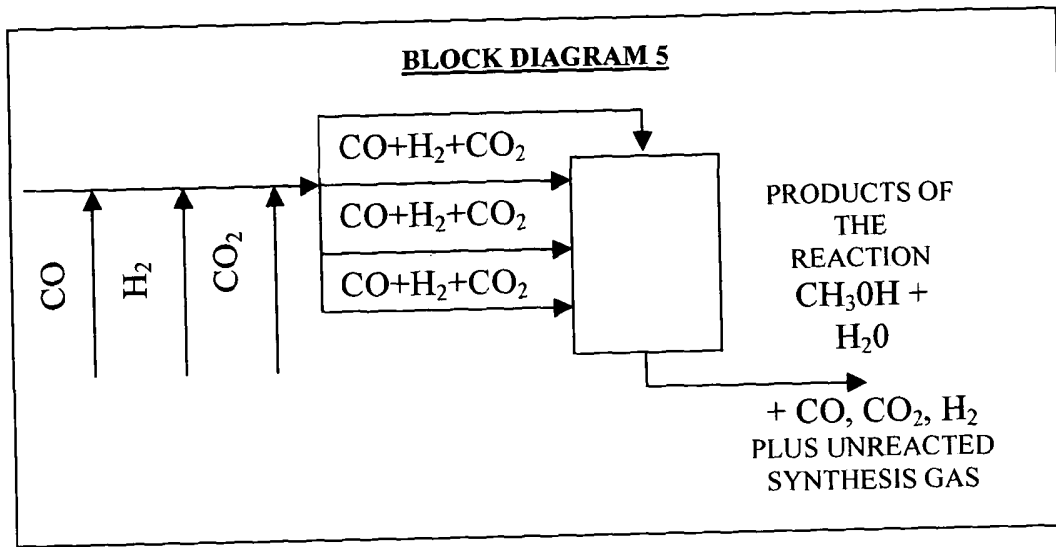 BLOCK DIAGRAM 5
CO+H₂+CO₂
CO+H₂+CO₂
CO+H₂+CO₂
CO
H₂
CO₂
PRODUCTS OF
THE
REACTION
CH₃0H +
H₂0
+ CO, CO₂, H₂
PLUS UNREACTED
SYNTHESIS GAS